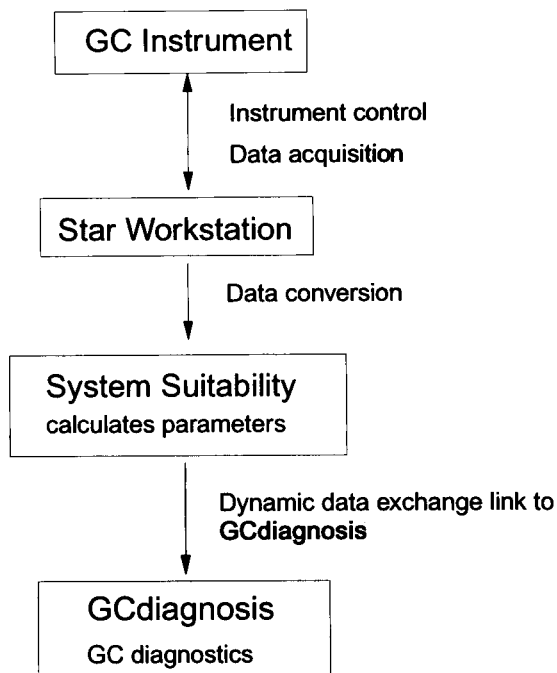 GC Instrument
Instrument control
Data acquisition
Star Workstation
Data conversion
System Suitability
calculates parameters
Dynamic data exchange link to
GCdiagnosis
GCdiagnosis
GC diagnostics